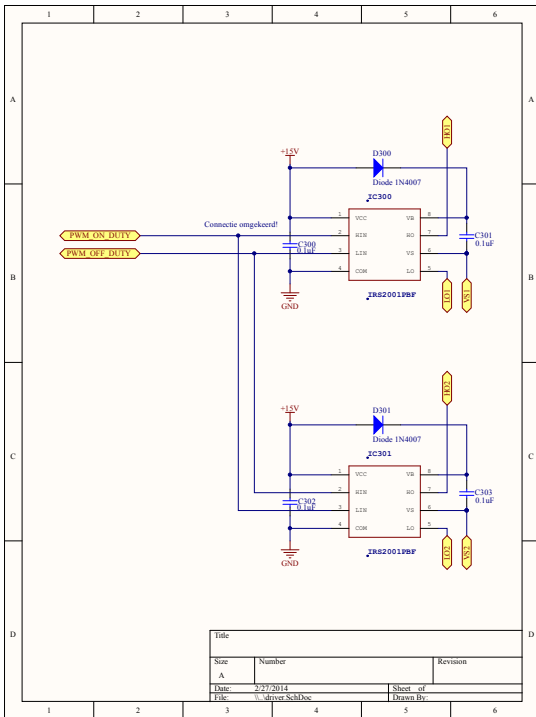 1 2 3 4 5 6
A A
HO1
+15V
D300
Diode 1N4007
IC300
Connectie omgekeerd!
PWM_ON_DUTY
PWM_OFF_DUTY
1 VCC VB 8
2 HIN HO 7
3 LIN VS 6
4 COM LO 5
C300
0.1uF
C301
0.1uF
B B
GND
IRS2001PBF
LO1
VS1
HO2
+15V
D301
Diode 1N4007
C C
IC301
1 VCC VB 8
2 HIN HO 7
3 LIN VS 6
4 COM LO 5
C302
0.1uF
C303
0.1uF
GND
IRS2001PBF
LO2
VS2
D D
Title
Size Number Revision
A
Date: 2/27/2014 Sheet of
File: \\..\driver.SchDoc Drawn By:
1 2 3 4 5 6